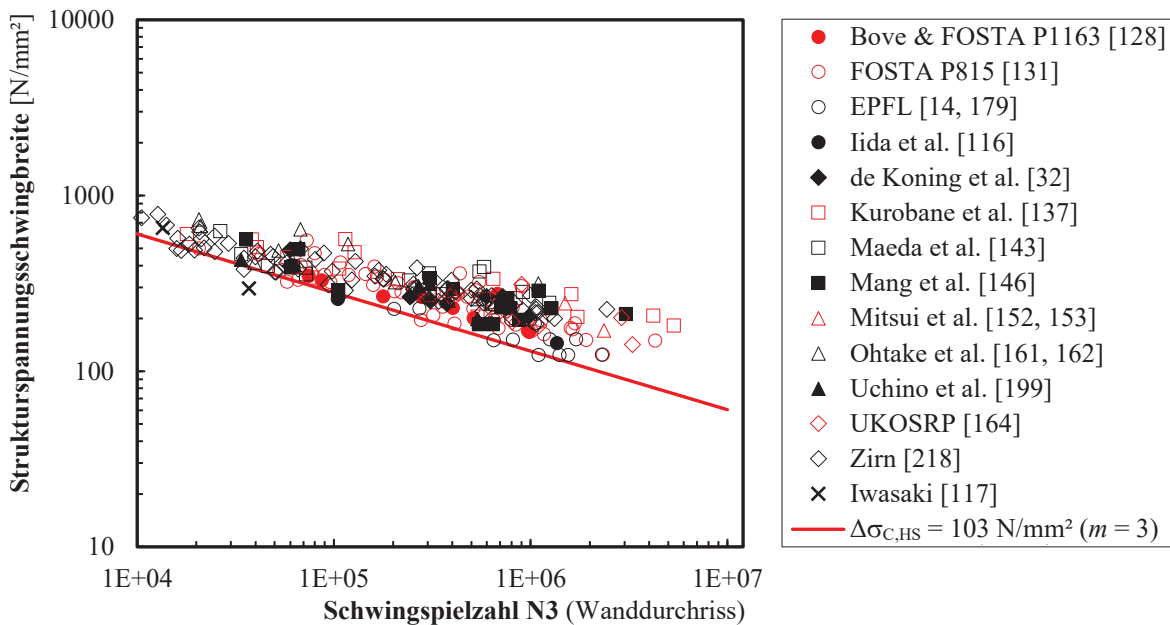 10000
1000
100
10
Strukturspannungsschwingbreite [N/mm²]
1E+04
1E+05
1E+06
1E+07
Schwingspielzahl N3 (Wanddurchriss)
Bove & FOSTA P1163 [128]
FOSTA P815 [131]
EPFL [14, 179]
Iida et al. [116]
de Koning et al. [32]
Kurobane et al. [137]
Maeda et al. [143]
Mang et al. [146]
Mitsui et al. [152, 153]
Ohtake et al. [161, 162]
Uchino et al. [199]
UKOSRP [164]
Zirn [218]
Iwasaki [117]
ΔσC,HS = 103 N/mm² (m = 3)